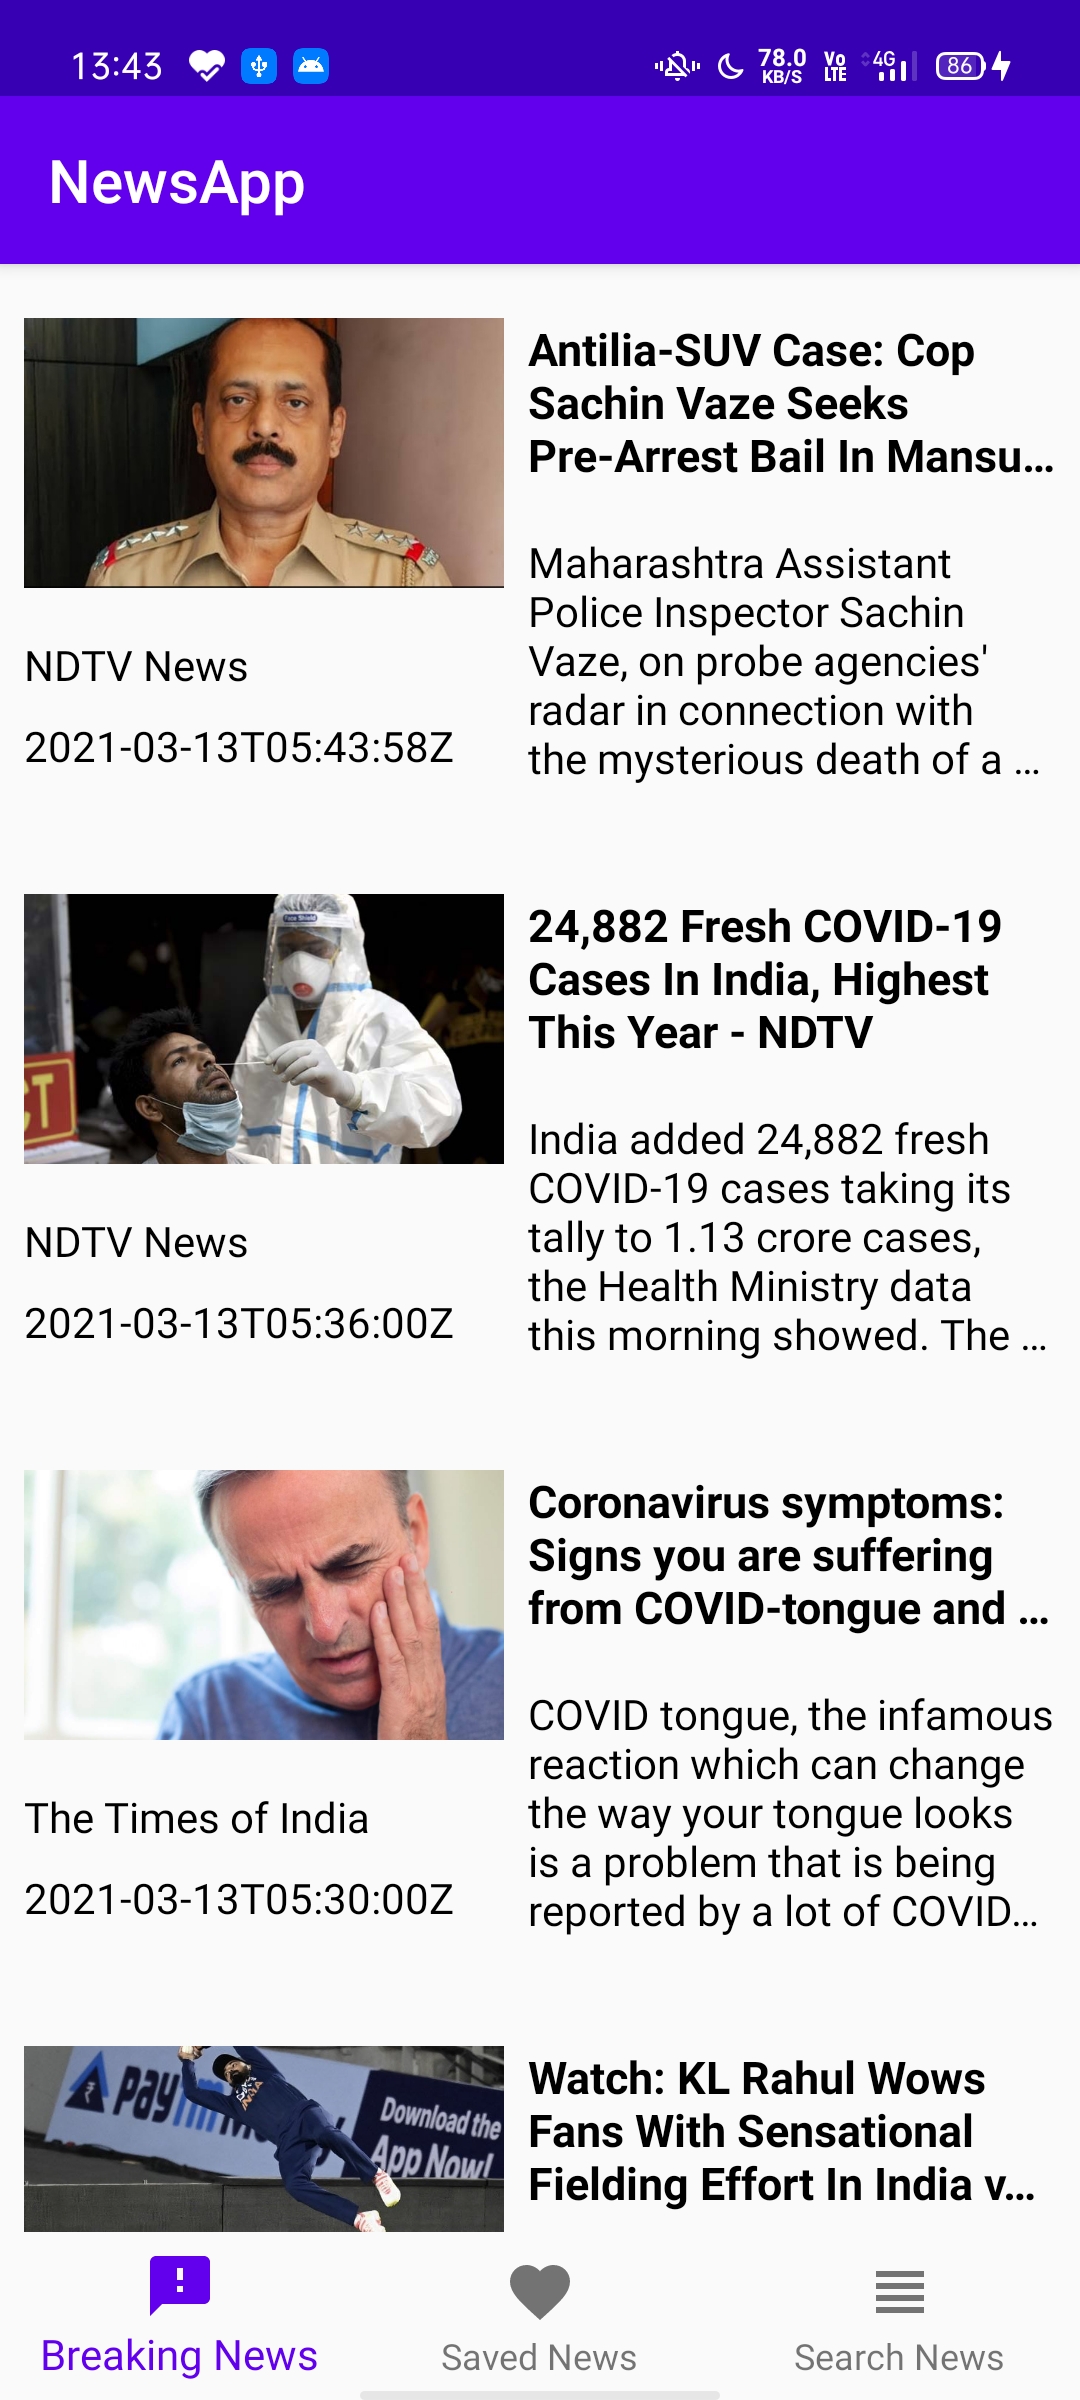 13:43
78.0
KB/S
Vo
LTE
4G
86
NewsApp
Antilia-SUV Case: Cop
Sachin Vaze Seeks
Pre-Arrest Bail In Mansu...
Maharashtra Assistant
Police Inspector Sachin
Vaze, on probe agencies'
radar in connection with
the mysterious death of a ...
NDTV News
2021-03-13T05:43:58Z
24,882 Fresh COVID-19
Cases In India, Highest
This Year - NDTV
India added 24,882 fresh
COVID-19 cases taking its
tally to 1.13 crore cases,
the Health Ministry data
this morning showed. The ...
Face Shield
CT
NDTV News
2021-03-13T05:36:00Z
Coronavirus symptoms:
Signs you are suffering
from COVID-tongue and ...
COVID tongue, the infamous
reaction which can change
the way your tongue looks
is a problem that is being
reported by a lot of COVID...
The Times of India
2021-03-13T05:30:00Z
Watch: KL Rahul Wows
Fans With Sensational
Fielding Effort In India v...
Download the
App Now!
Breaking News
Saved News
Search News